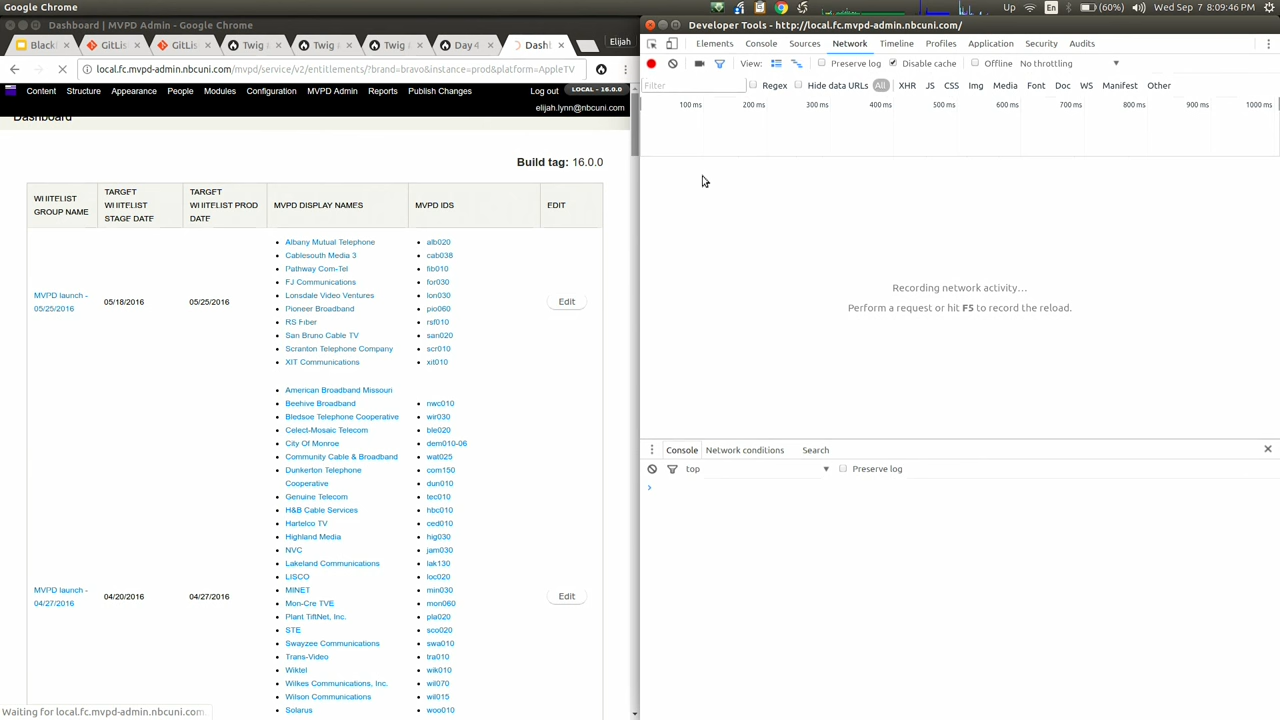 Google Chrome
Up
En
(60%)
Wed Sep 7 8:09:46 PM
Dashboard | MVPD Admin - Google Chrome
Black
GitLis
GitLis
Twig
Twig
Twig
Day 4
Dash
Elijah
local.fc.mvpd-admin.nbcuni.com/mvpd/service/v2/entitlements/?brand=bravo&instance=prod&platform=AppleTV
Content
Structure
Appearance
People
Modules
Configuration
MVPD Admin
Reports
Publish Changes
Log out
LOCAL - 16.0.0
elijah.lynn@nbcuni.com
Dashboard
Build tag: 16.0.0
WHITELIST
GROUP NAME
TARGET
WHITELIST
STAGE DATE
TARGET
WHITELIST PROD
DATE
MVPD DISPLAY NAMES
MVPD IDS
EDIT
MVPD launch -
05/25/2016
05/18/2016
05/25/2016
Albany Mutual Telephone
Cablesouth Media 3
Pathway Com-Tel
FJ Communications
Lonsdale Video Ventures
Pioneer Broadband
RS Fiber
San Bruno Cable TV
Scranton Telephone Company
XIT Communications
alb020
cab038
fib010
for030
lon030
pio060
rsf010
san020
scr010
xit010
Edit
MVPD launch -
04/27/2016
04/20/2016
04/27/2016
American Broadband Missouri
Beehive Broadband
Bledsoe Telephone Cooperative
Celect-Mosaic Telecom
City Of Monroe
Community Cable & Broadband
Dunkerton Telephone
Cooperative
Genuine Telecom
H&B Cable Services
Hartelco TV
Highland Media
NVC
Lakeland Communications
LISCO
MINET
Mon-Cre TVE
Plant TiftNet, Inc.
STE
Swayzee Communications
Trans-Video
Wiktel
Wilkes Communications, Inc.
Wilson Communications
Solarus
nwc010
wir030
ble020
dem010-06
wat025
com150
dun010
tec010
hbc010
ced010
hig030
jam030
lak130
loc020
min030
mon060
pla020
sco020
swa010
tra010
wik010
wil070
wil015
woo010
Edit
Waiting for local.fc.mvpd-admin.nbcuni.com...
Developer Tools - http://local.fc.mvpd-admin.nbcuni.com/
Elements
Console
Sources
Network
Timeline
Profiles
Application
Security
Audits
View:
Preserve log
Disable cache
Offline
No throttling
Filter
Regex
Hide data URLs
All
XHR
JS
CSS
Img
Media
Font
Doc
WS
Manifest
Other
100 ms
200 ms
300 ms
400 ms
500 ms
600 ms
700 ms
800 ms
900 ms
1000 ms
Recording network activity…
Perform a request or hit F5 to record the reload.
Console
Network conditions
Search
top
Preserve log